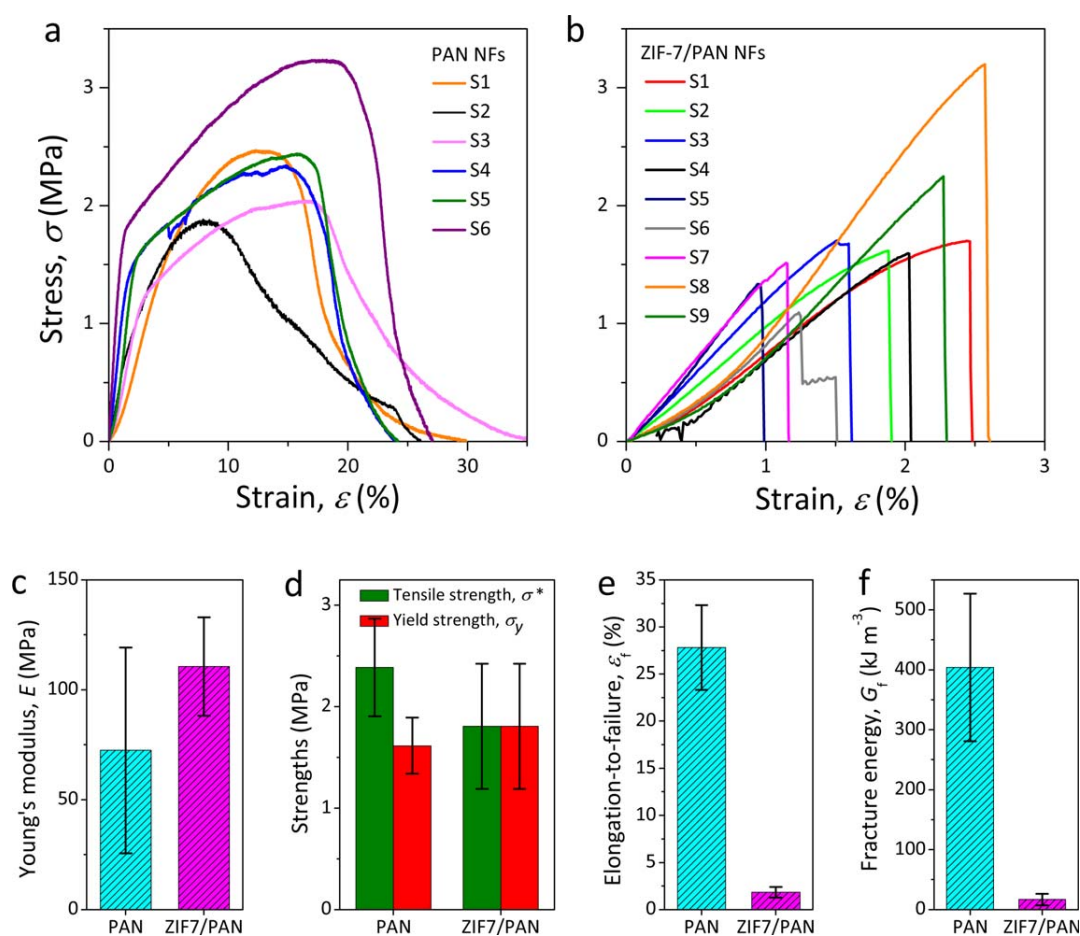 a
PAN NFs
S1
S2
S3
S4
S5
S6
3
2
1
0
Stress, σ (MPa)
0 10 20 30
Strain, ε (%)
b
ZIF-7/PAN NFs
S1
S2
S3
S4
S5
S6
S7
S8
S9
3
2
1
0
0 1 2 3
Strain, ε (%)
c
150
100
50
0
Young's modulus, E (MPa)
PAN ZIF7/PAN
d
Tensile strength, σ*
Yield strength, σy
3
2
1
0
Strengths (MPa)
PAN ZIF7/PAN
e
35
30
25
20
15
10
5
0
Elongation-to-failure, εf (%)
PAN ZIF7/PAN
f
500
400
300
200
100
0
Fracture energy, Gf (kJ m-3)
PAN ZIF7/PAN